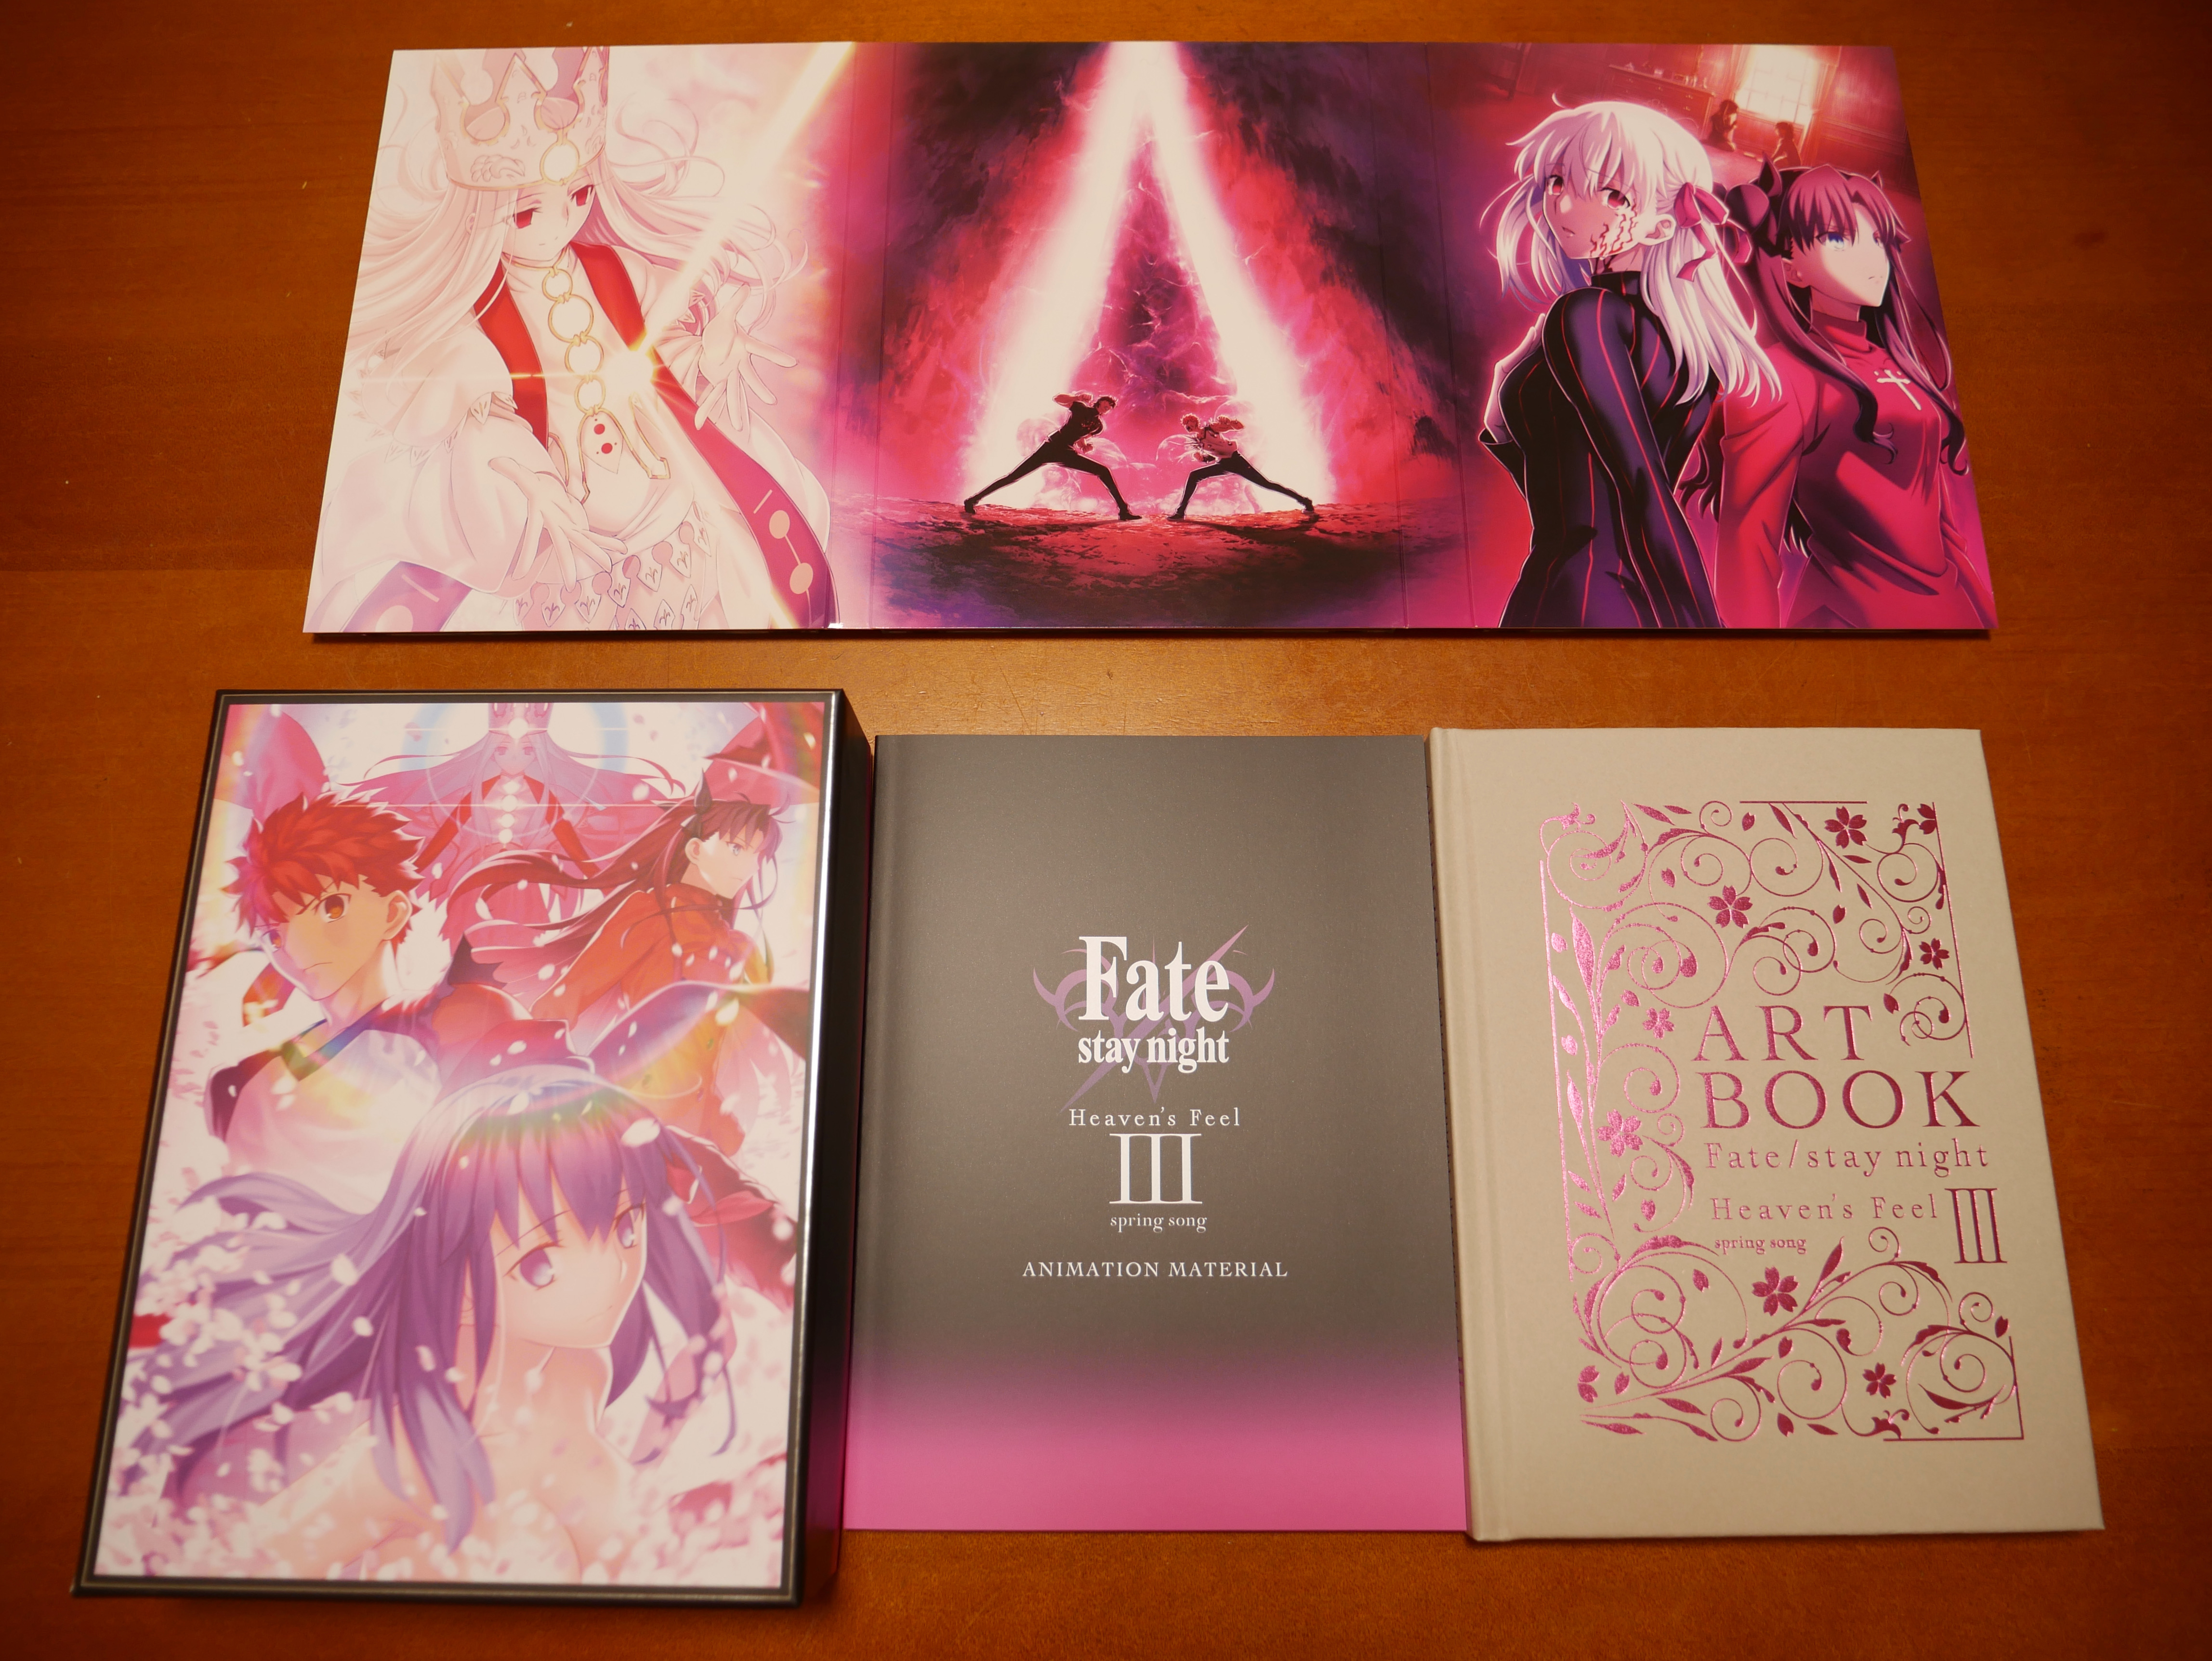 Fate
stay night
Heaven's Feel
III
spring song
ANIMATION MATERIAL
ART
BOOK
Fate/stay night
Heaven's Feel III
spring song